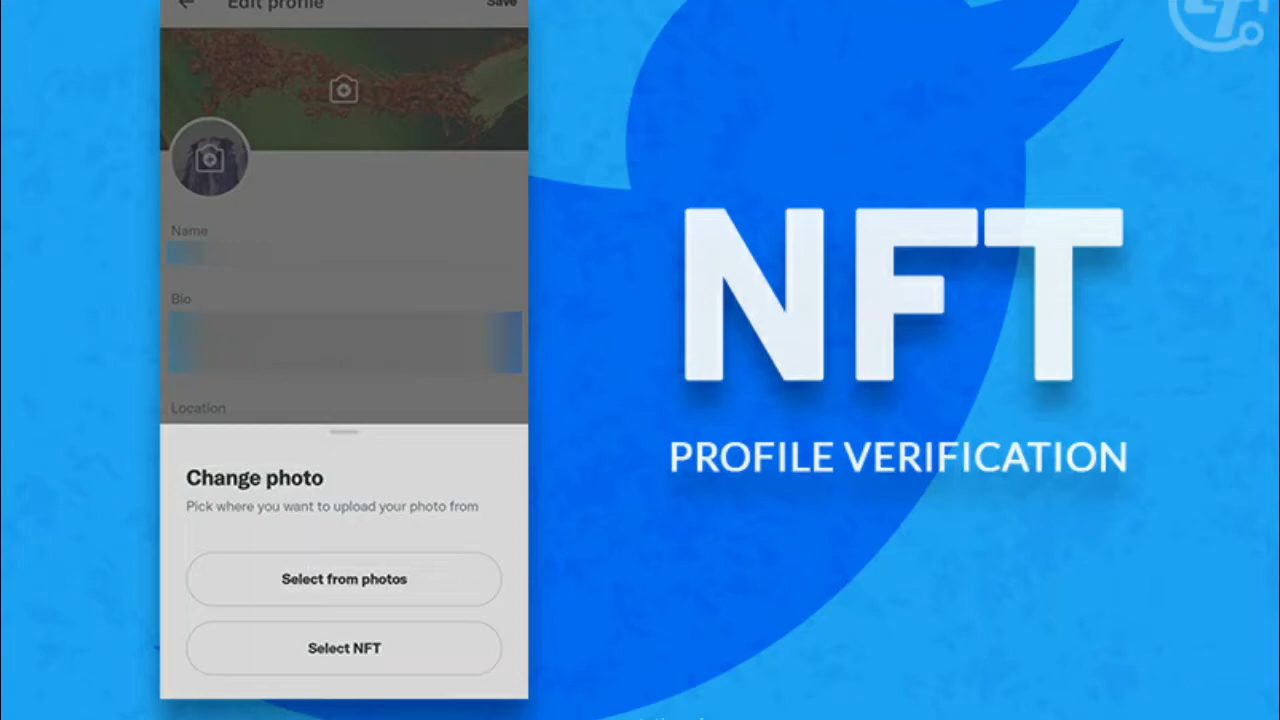 Edit profile
Save
Name
Bio
Location
Change photo
Pick where you want to upload your photo from
Select from photos
Select NFT
NFT
PROFILE VERIFICATION